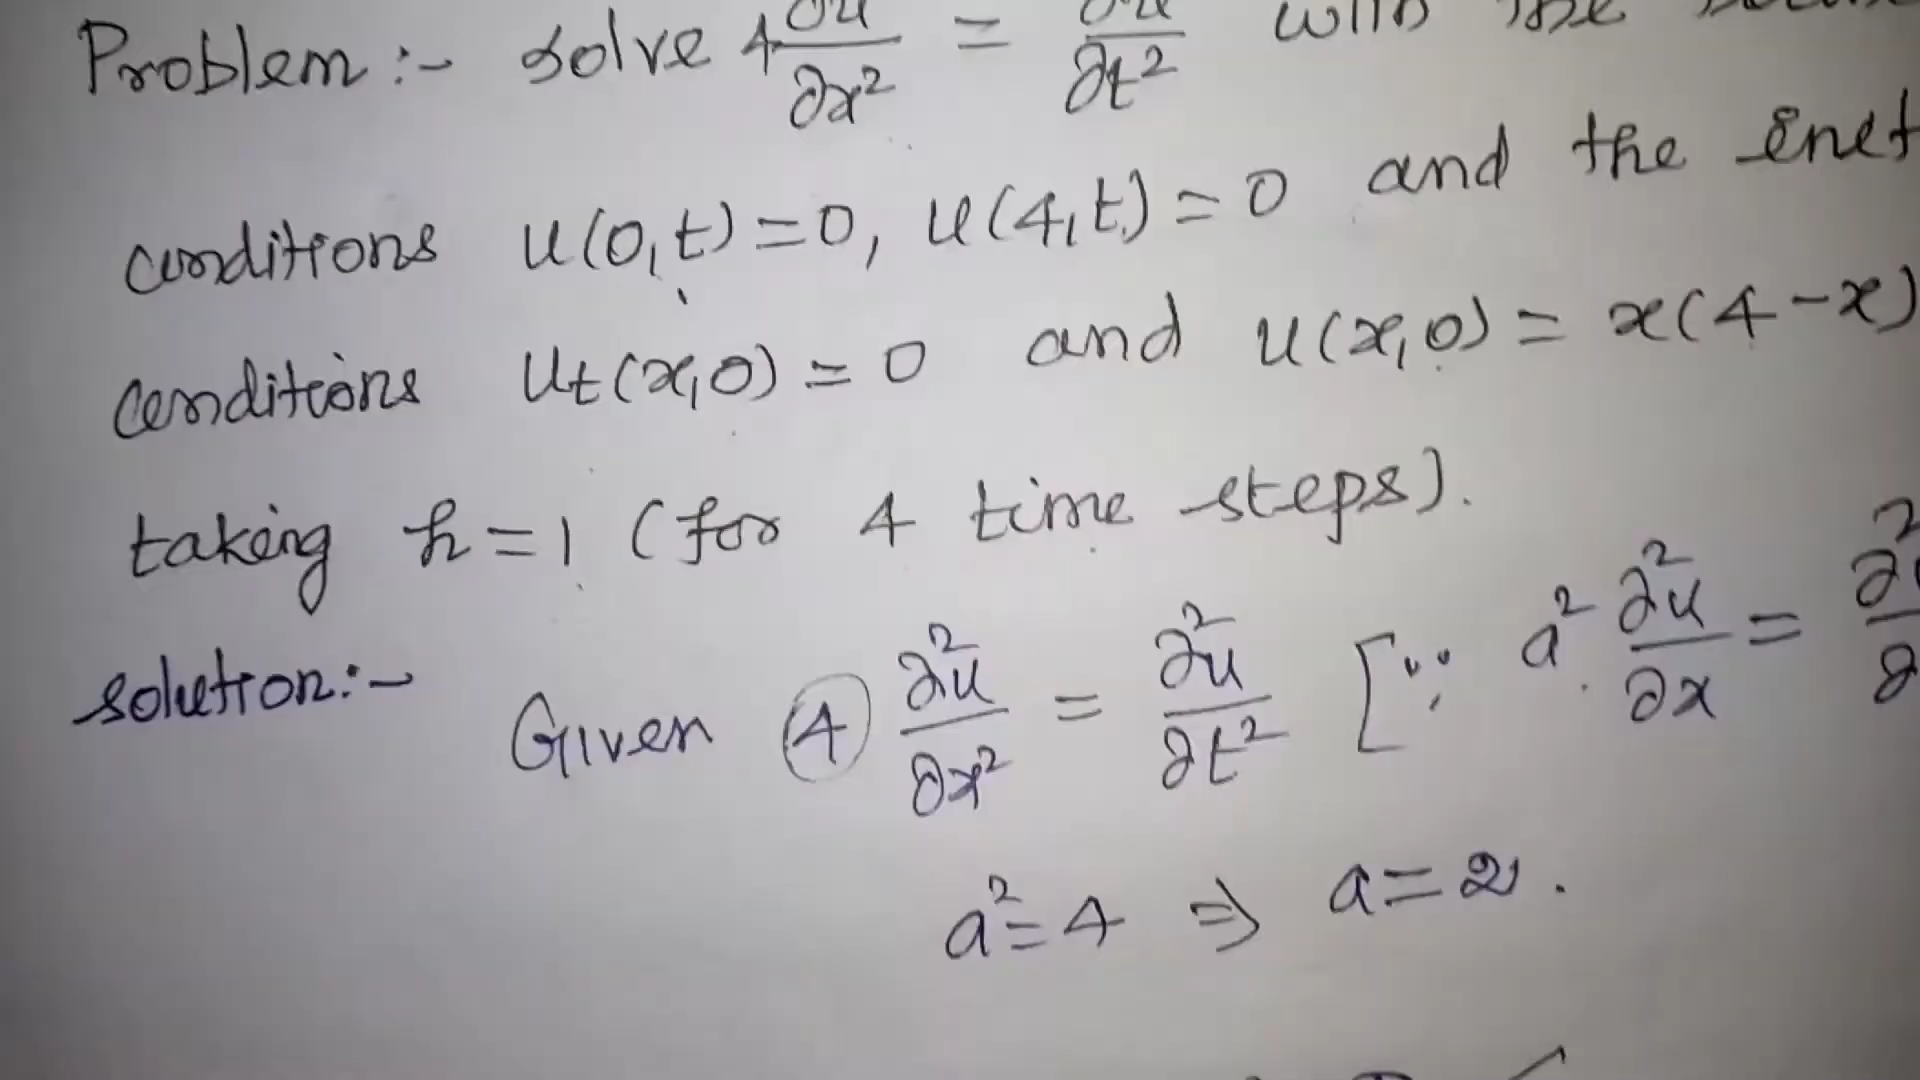 Problem :- solve 4 ∂²u/∂x² = ∂²u/∂t² with the
conditions u(0,t)=0, u(4,t)=0 and the
conditions ut(x,0)=0 and u(x,0)=x(4-x)
taking h=1 (for 4 time steps).
solution:- Given 4 ∂²u/∂x² = ∂²u/∂t² [∵ a² ∂²u/∂x =
a²=4 ⇒ a=2.